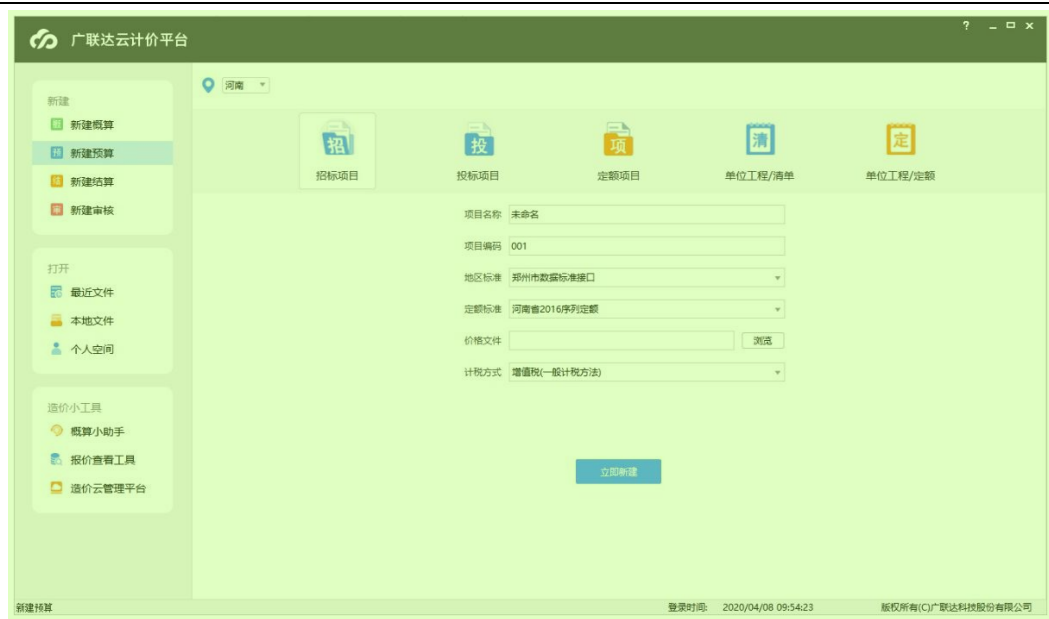 广联达云计价平台
?
河南
新建
新建概算
新建预算
新建结算
新建审核
招
投
项
清
定
招标项目
投标项目
定额项目
单位工程/清单
单位工程/定额
项目名称 未命名
项目编码 001
地区标准 郑州市数据标准接口
定额标准 河南省2016序列定额
价格文件 浏览
计税方式 增值税(一般计税方法)
打开
最近文件
本地文件
个人空间
造价小工具
概算小助手
报价查看工具
造价云管理平台
立即新建
新建预算
登录时间: 2020/04/08 09:54:23
版权所有(C)广联达科技股份有限公司